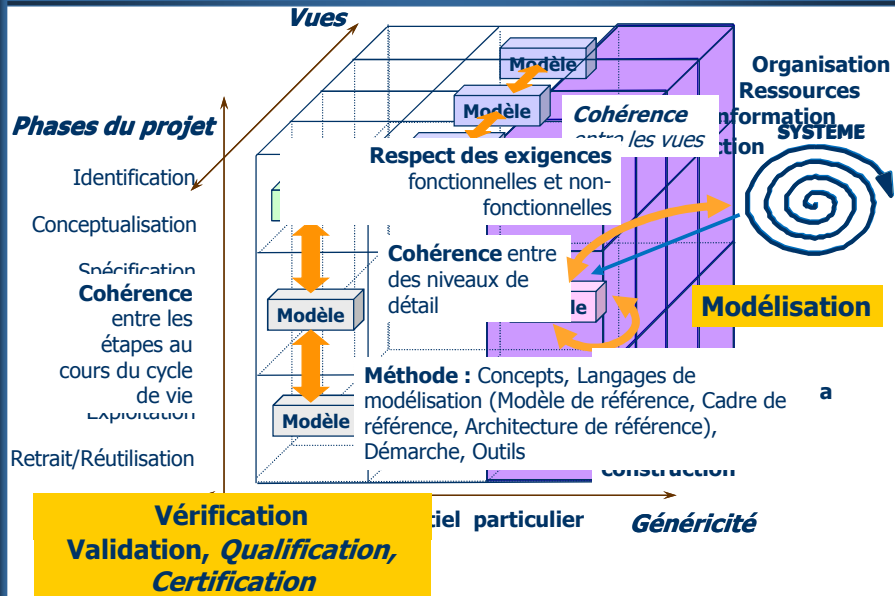 Vues
Modèle
Organisation
Ressources
nformation
ction
SYSTEME
Modèle
Cohérence
entre les vues
Phases du projet
Respect des exigences
fonctionnelles et non-
fonctionnelles
Identification
Conceptualisation
Spécification
Cohérence entre
des niveaux de
détail
Cohérence
entre les
étapes au
cours du cycle
de vie
Modèle
le
Modélisation
Méthode : Concepts, Langages de
modélisation (Modèle de référence, Cadre de
référence, Architecture de référence),
Démarche, Outils
a
Exploitation
Modèle
Retrait/Réutilisation
construction
tiel particulier
Généricité
Vérification
Validation, Qualification,
Certification